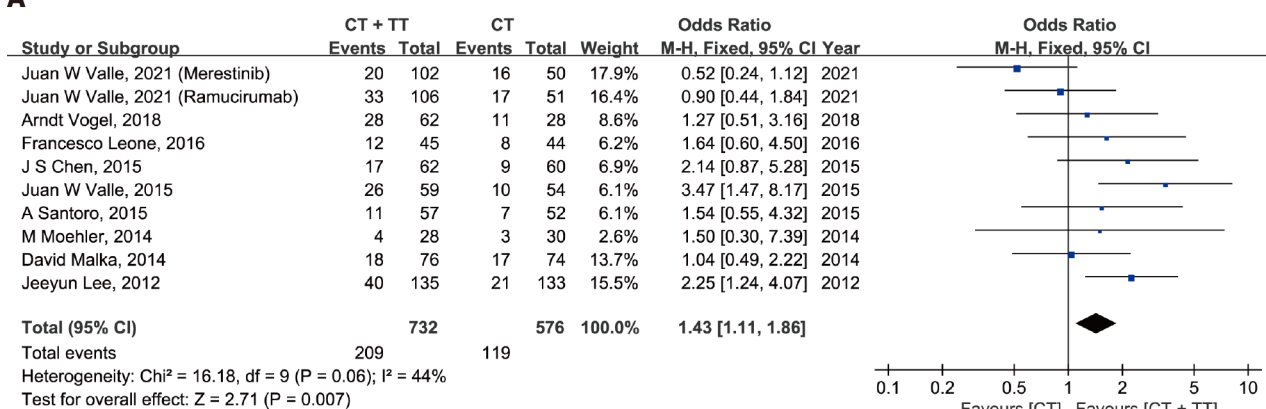 A
CT + TT CT Odds Ratio Odds Ratio
Study or Subgroup Events Total Events Total Weight M-H, Fixed, 95% CI Year M-H, Fixed, 95% CI
Juan W Valle, 2021 (Merestinib) 20 102 16 50 17.9% 0.52 [0.24, 1.12] 2021
Juan W Valle, 2021 (Ramucirumab) 33 106 17 51 16.4% 0.90 [0.44, 1.84] 2021
Arndt Vogel, 2018 28 62 11 28 8.6% 1.27 [0.51, 3.16] 2018
Francesco Leone, 2016 12 45 8 44 6.2% 1.64 [0.60, 4.50] 2016
J S Chen, 2015 17 62 9 60 6.9% 2.14 [0.87, 5.28] 2015
Juan W Valle, 2015 26 59 10 54 6.1% 3.47 [1.47, 8.17] 2015
A Santoro, 2015 11 57 7 52 6.1% 1.54 [0.55, 4.32] 2015
M Moehler, 2014 4 28 3 30 2.6% 1.50 [0.30, 7.39] 2014
David Malka, 2014 18 76 17 74 13.7% 1.04 [0.49, 2.22] 2014
Jeeyun Lee, 2012 40 135 21 133 15.5% 2.25 [1.24, 4.07] 2012
Total (95% CI) 732 576 100.0% 1.43 [1.11, 1.86]
Total events 209 119
Heterogeneity: Chi² = 16.18, df = 9 (P = 0.06); I² = 44%
Test for overall effect: Z = 2.71 (P = 0.007)
0.1 0.2 0.5 1 2 5 10
Favours [CT] Favours [CT + TT]